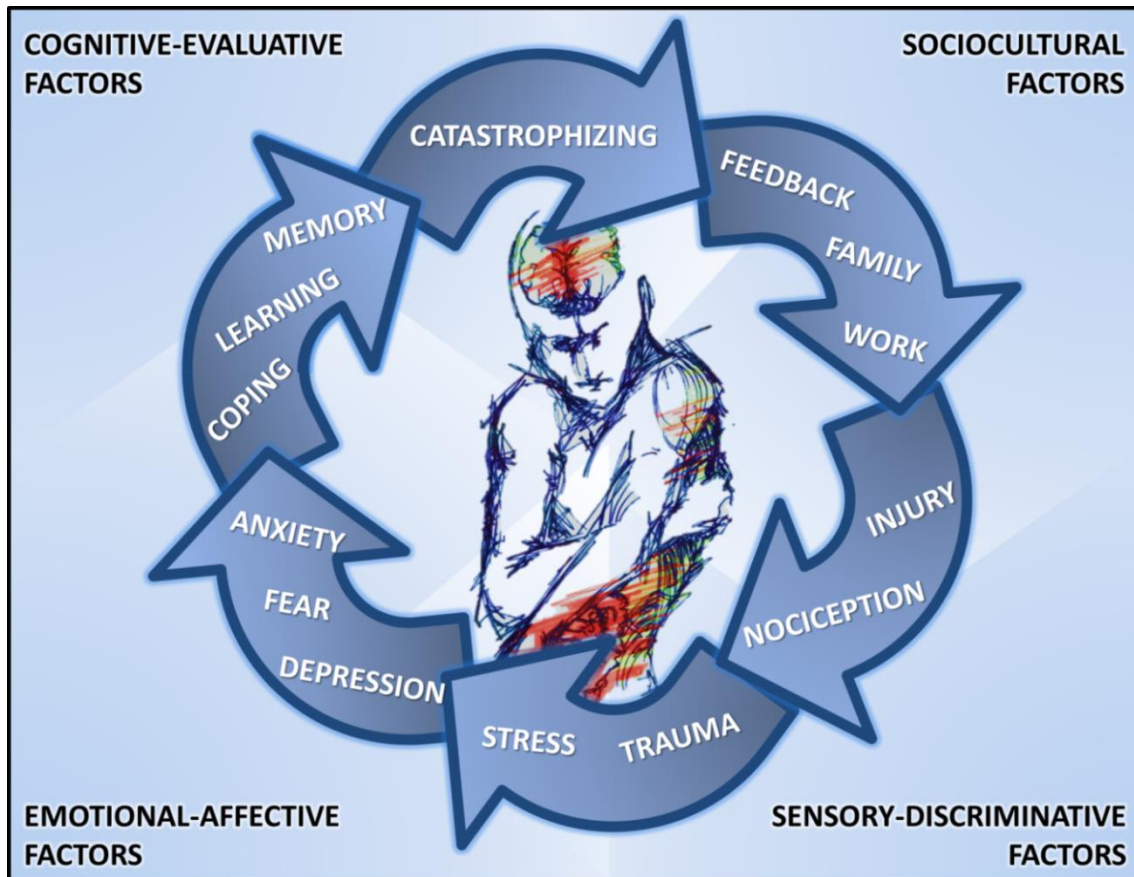 COGNITIVE-EVALUATIVE
FACTORS
SOCIOCULTURAL
FACTORS
CATASTROPHIZING
FEEDBACK
FAMILY
WORK
INJURY
NOCICEPTION
TRAUMA
STRESS
DEPRESSION
FEAR
ANXIETY
COPING
LEARNING
MEMORY
EMOTIONAL-AFFECTIVE
FACTORS
SENSORY-DISCRIMINATIVE
FACTORS